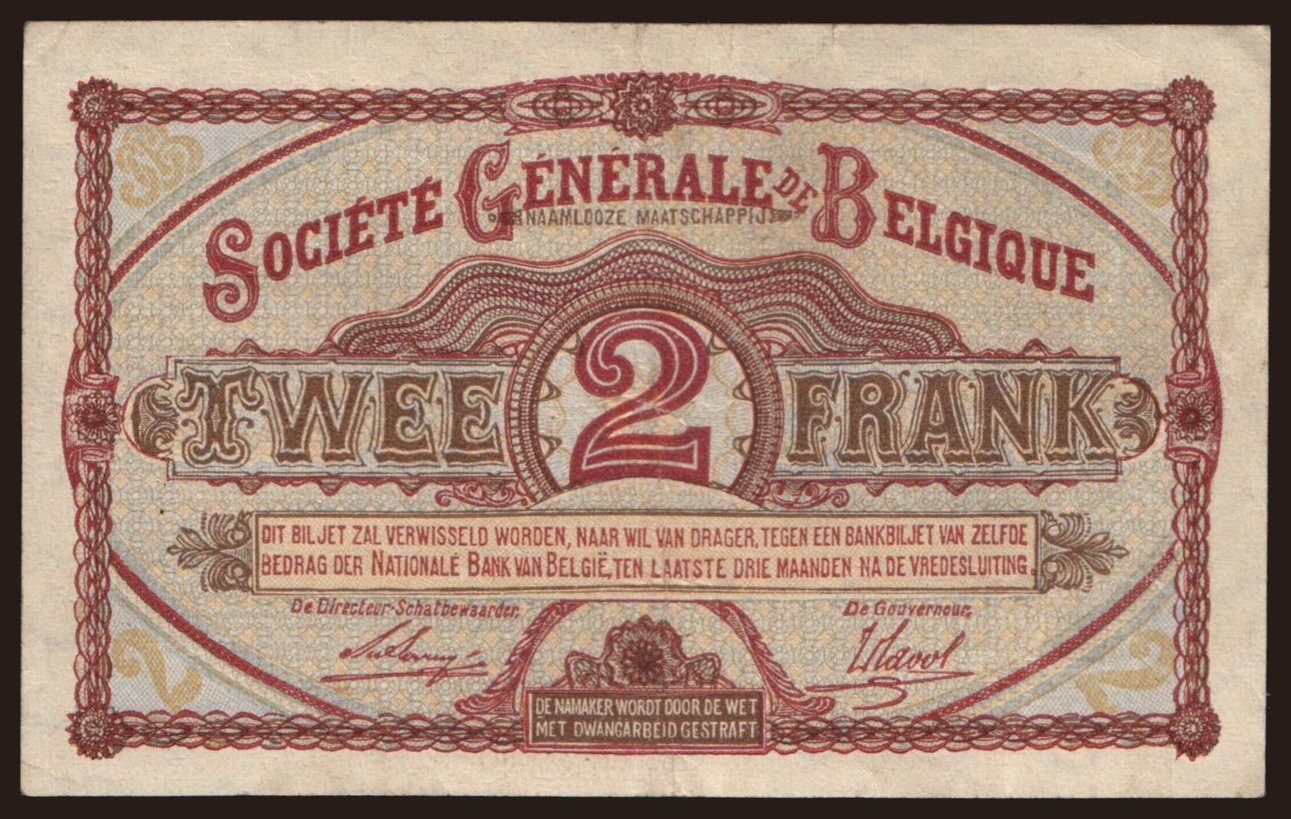 SOCIÉTÉ GÉNÉRALE DE BELGIQUE
NAAMLOOZE MAATSCHAPPIJ
TWEE 2 FRANK
DIT BILJET ZAL VERWISSELD WORDEN, NAAR WIL VAN DRAGER, TEGEN EEN BANKBILJET VAN ZELFDE
BEDRAG DER NATIONALE BANK VAN BELGIË, TEN LAATSTE DRIE MAANDEN NA DE VREDESLUITING.
De Directeur-Schatbewaarder,
De Gouverneur,
2
2
DE NAMAKER WORDT DOOR DE WET
MET DWANGARBEID GESTRAFT